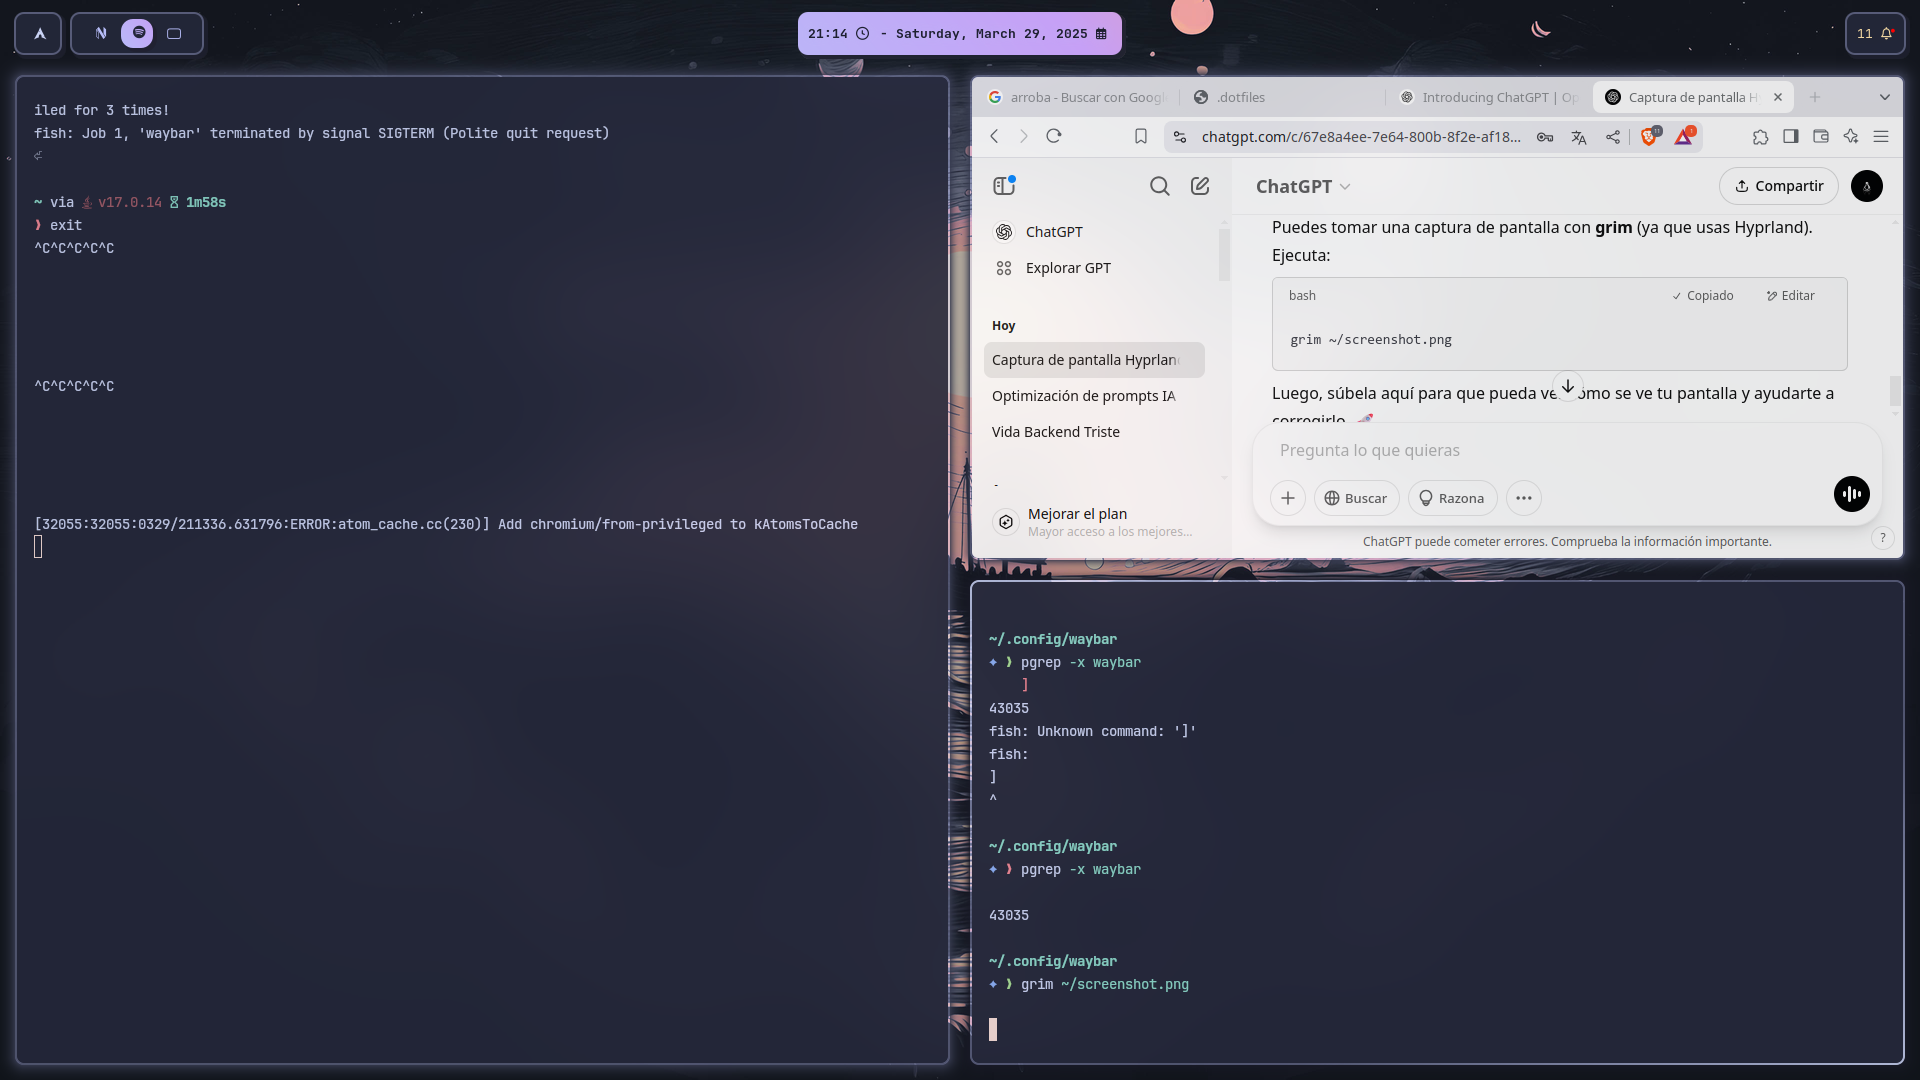 21:14 - Saturday, March 29, 2025
11
iled for 3 times!
fish: Job 1, 'waybar' terminated by signal SIGTERM (Polite quit request)
~ via v17.0.14 1m58s
❱ exit
^C^C^C^C^C
^C^C^C^C^C
[32055:32055:0329/211336.631796:ERROR:atom_cache.cc(230)] Add chromium/from-privileged to kAtomsToCache
arroba - Buscar con Googl
.dotfiles
Introducing ChatGPT | Op
Captura de pantalla H
chatgpt.com/c/67e8a4ee-7e64-800b-8f2e-af18...
11
ChatGPT
Compartir
ChatGPT
Explorar GPT
Hoy
Captura de pantalla Hyprlan
Optimización de prompts IA
Vida Backend Triste
Mejorar el plan
Mayor acceso a los mejores...
Puedes tomar una captura de pantalla con grim (ya que usas Hyprland).
Ejecuta:
bash
Copiado
Editar
grim ~/screenshot.png
Luego, súbela aquí para que pueda ve ómo se ve tu pantalla y ayudarte a
corregirlo.
Pregunta lo que quieras
Buscar
Razona
ChatGPT puede cometer errores. Comprueba la información importante.
?
~/.config/waybar
❱ pgrep -x waybar
]
43035
fish: Unknown command: ']'
fish:
]
^
~/.config/waybar
❱ pgrep -x waybar
43035
~/.config/waybar
❱ grim ~/screenshot.png